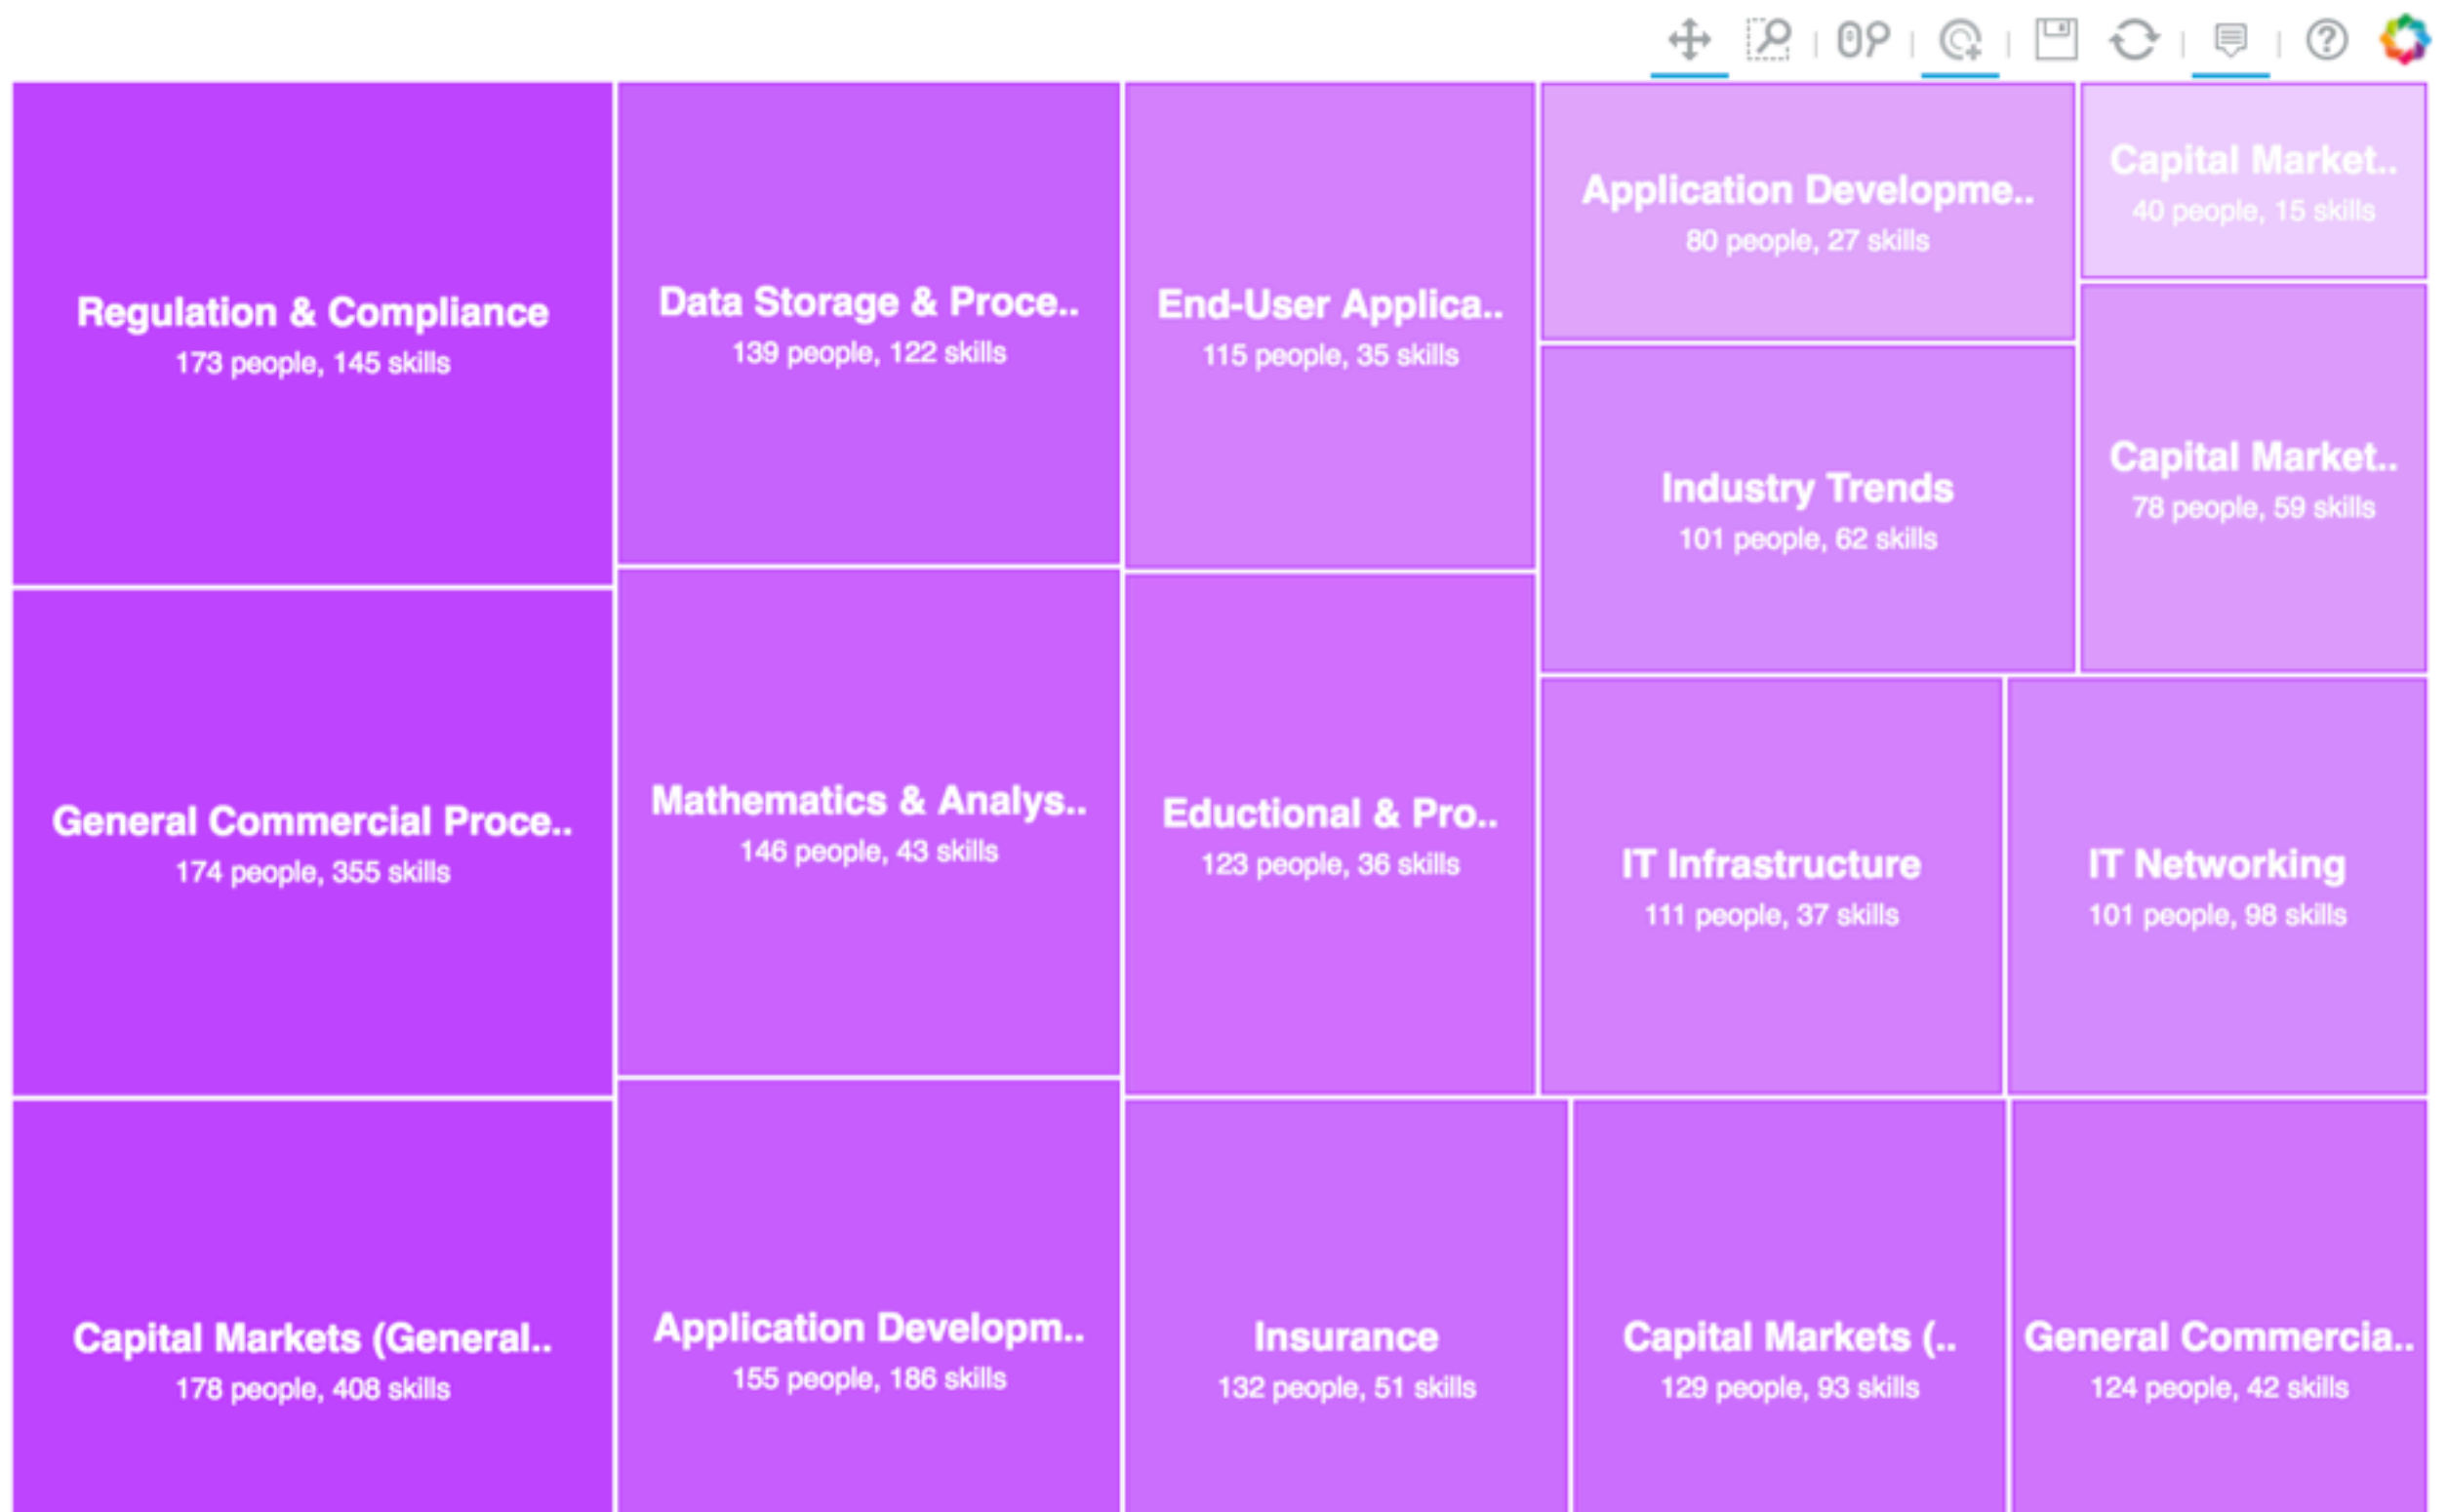 Regulation & Compliance
173 people, 145 skills
Data Storage & Proce..
139 people, 122 skills
End-User Applica..
115 people, 35 skills
Application Developme..
80 people, 27 skills
Capital Market..
40 people, 15 skills
Industry Trends
101 people, 62 skills
Capital Market..
78 people, 59 skills
General Commercial Proce..
174 people, 355 skills
Mathematics & Analys..
146 people, 43 skills
Eductional & Pro..
123 people, 36 skills
IT Infrastructure
111 people, 37 skills
IT Networking
101 people, 98 skills
Capital Markets (General..
178 people, 408 skills
Application Developm..
155 people, 186 skills
Insurance
132 people, 51 skills
Capital Markets (..
129 people, 93 skills
General Commercia..
124 people, 42 skills